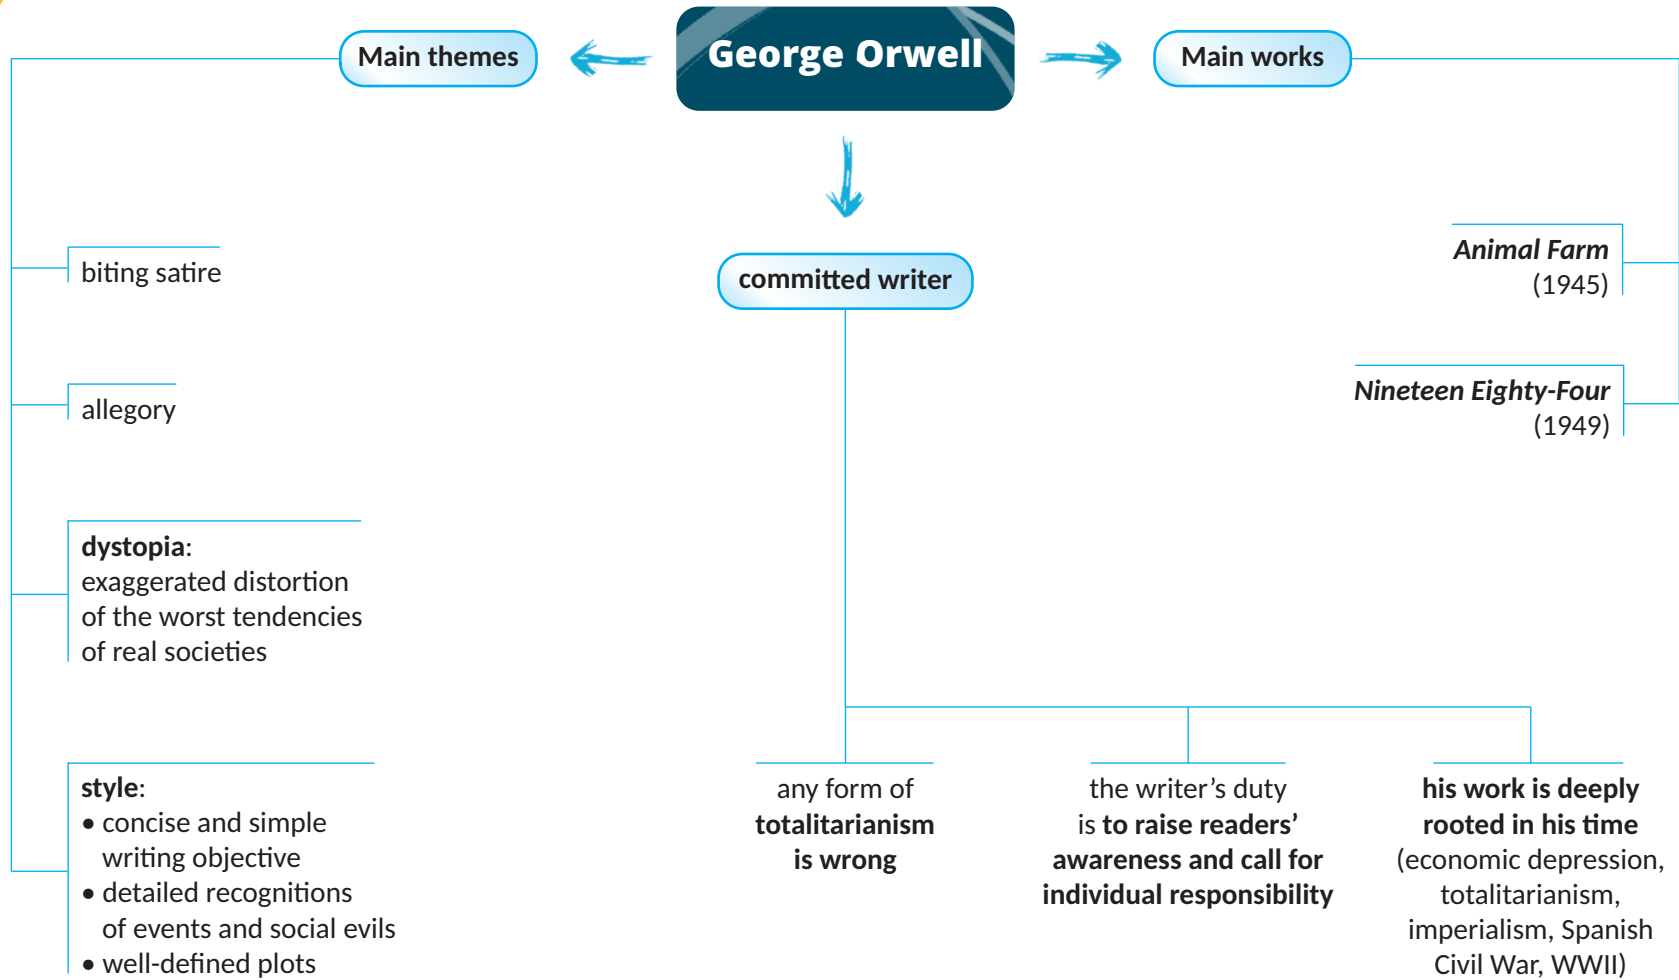 George Orwell
Main themes
Main works
biting satire
allegory
dystopia:
exaggerated distortion
of the worst tendencies
of real societies
style:
• concise and simple
writing objective
• detailed recognitions
of events and social evils
• well-defined plots
committed writer
any form of
totalitarianism
is wrong
the writer’s duty
is to raise readers’
awareness and call for
individual responsibility
his work is deeply
rooted in his time
(economic depression,
totalitarianism,
imperialism, Spanish
Civil War, WWII)
Animal Farm
(1945)
Nineteen Eighty-Four
(1949)